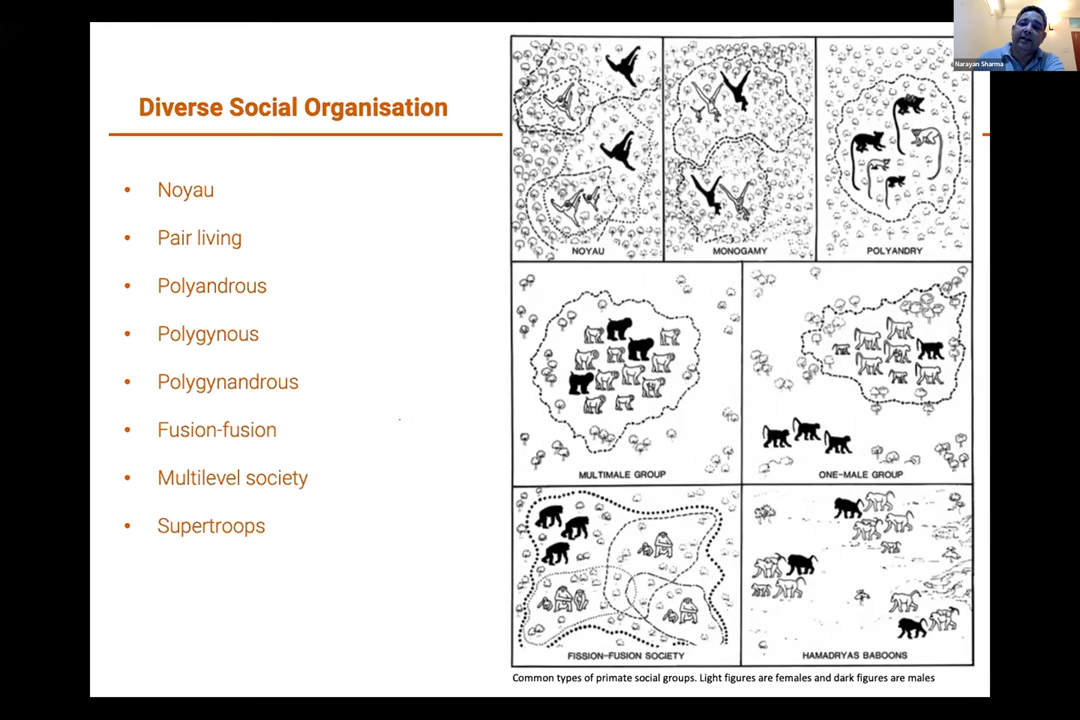 Narayan Sharma
Diverse Social Organisation
• Noyau
• Pair living
• Polyandrous
• Polygynous
• Polygynandrous
• Fusion-fusion
• Multilevel society
• Supertroops
NOYAU
MONOGAMY
POLYANDRY
MULTIMALE GROUP
ONE-MALE GROUP
FISSION-FUSION SOCIETY
HAMADRYAS BABOONS
Common types of primate social groups. Light figures are females and dark figures are males